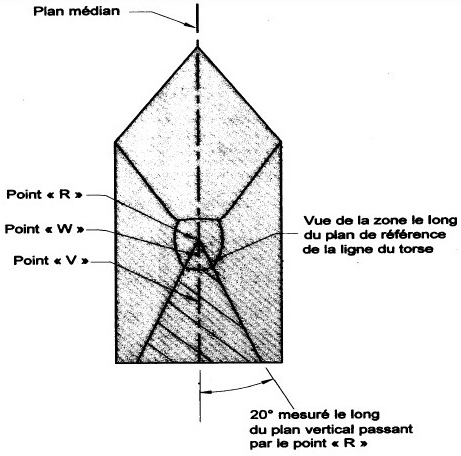 Plan médian
Point « R »
Point « W »
Point « V »
Vue de la zone le long
du plan de référence
de la ligne du torse
20° mesuré le long
du plan vertical passant
par le point « R »